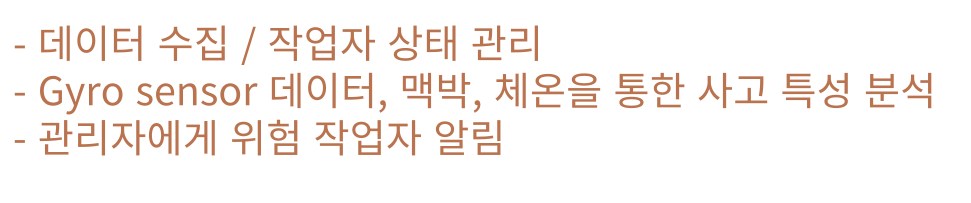 - 데이터 수집 / 작업자 상태 관리
- Gyro sensor 데이터, 맥박, 체온을 통한 사고 특성 분석
- 관리자에게 위험 작업자 알림